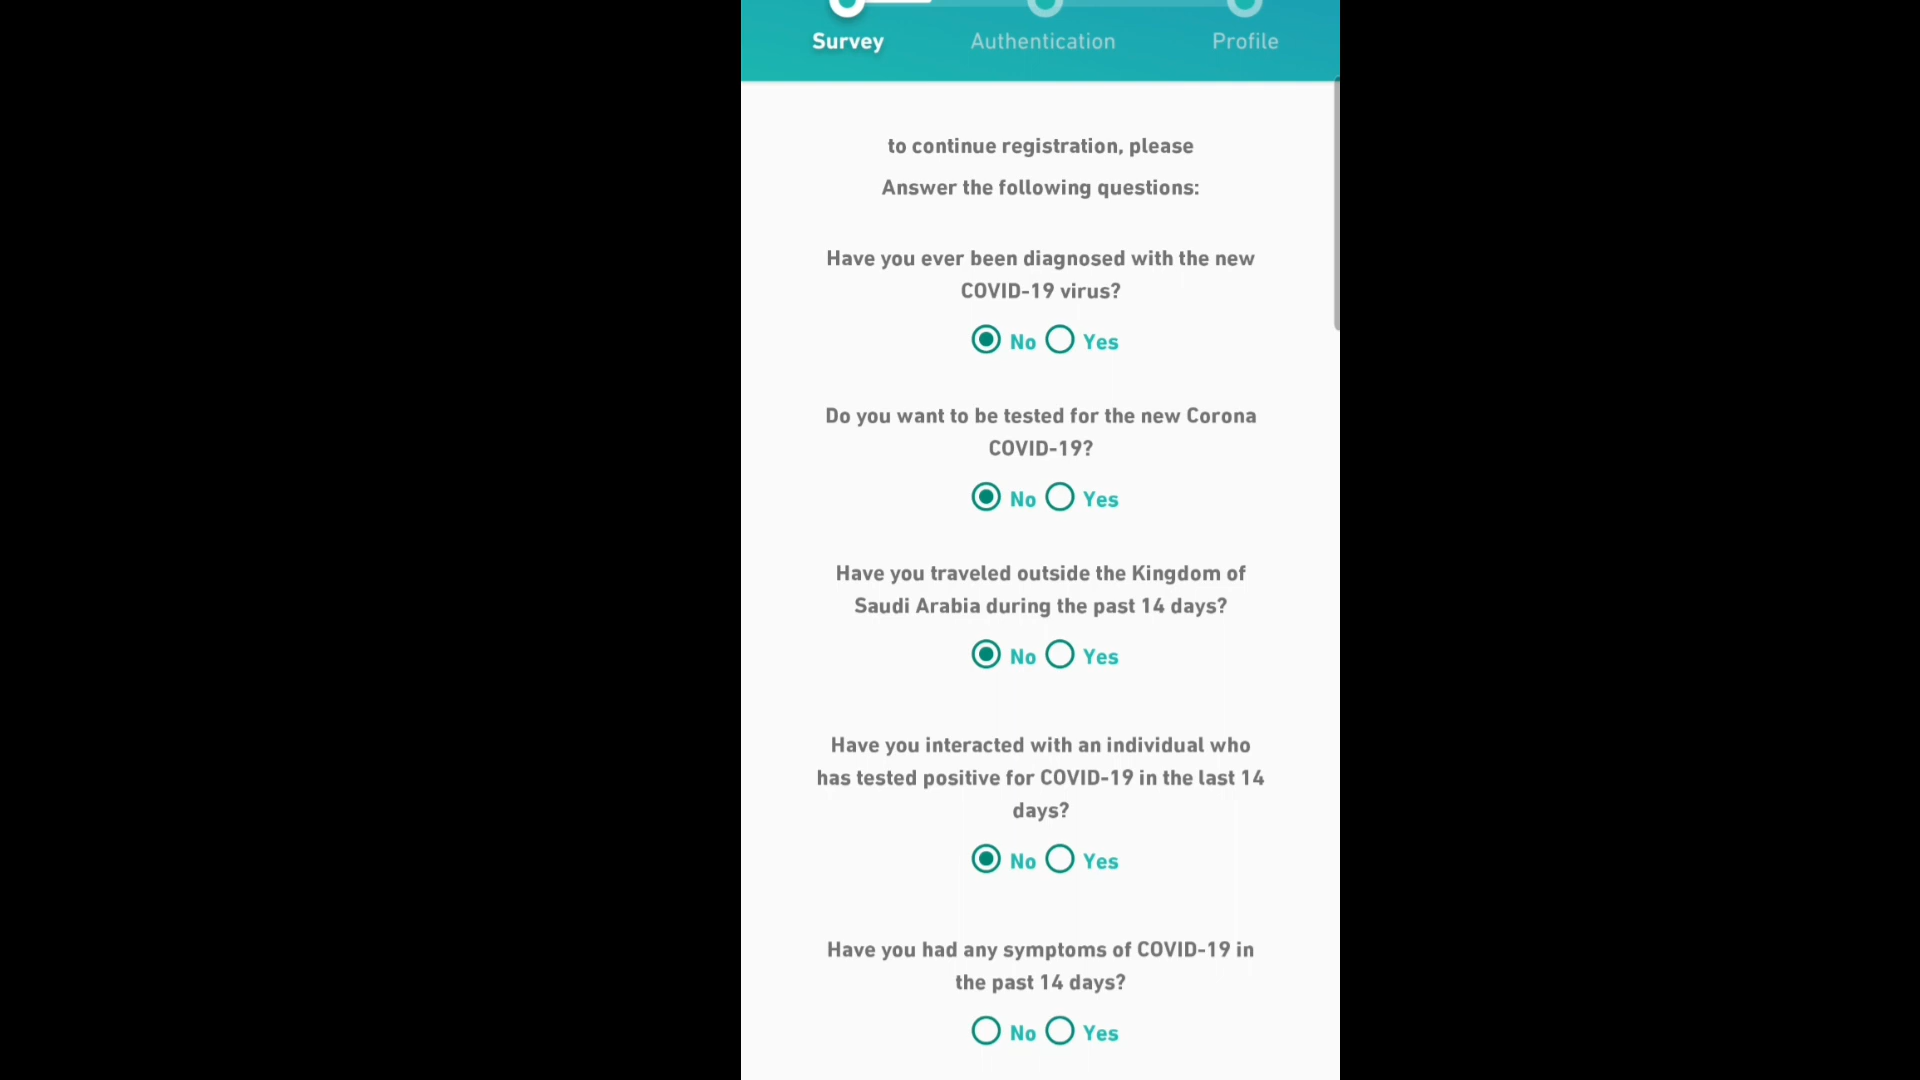 Survey Authentication Profile
to continue registration, please
Answer the following questions:
Have you ever been diagnosed with the new
COVID-19 virus?
No Yes
Do you want to be tested for the new Corona
COVID-19?
No Yes
Have you traveled outside the Kingdom of
Saudi Arabia during the past 14 days?
No Yes
Have you interacted with an individual who
has tested positive for COVID-19 in the last 14
days?
No Yes
Have you had any symptoms of COVID-19 in
the past 14 days?
No Yes